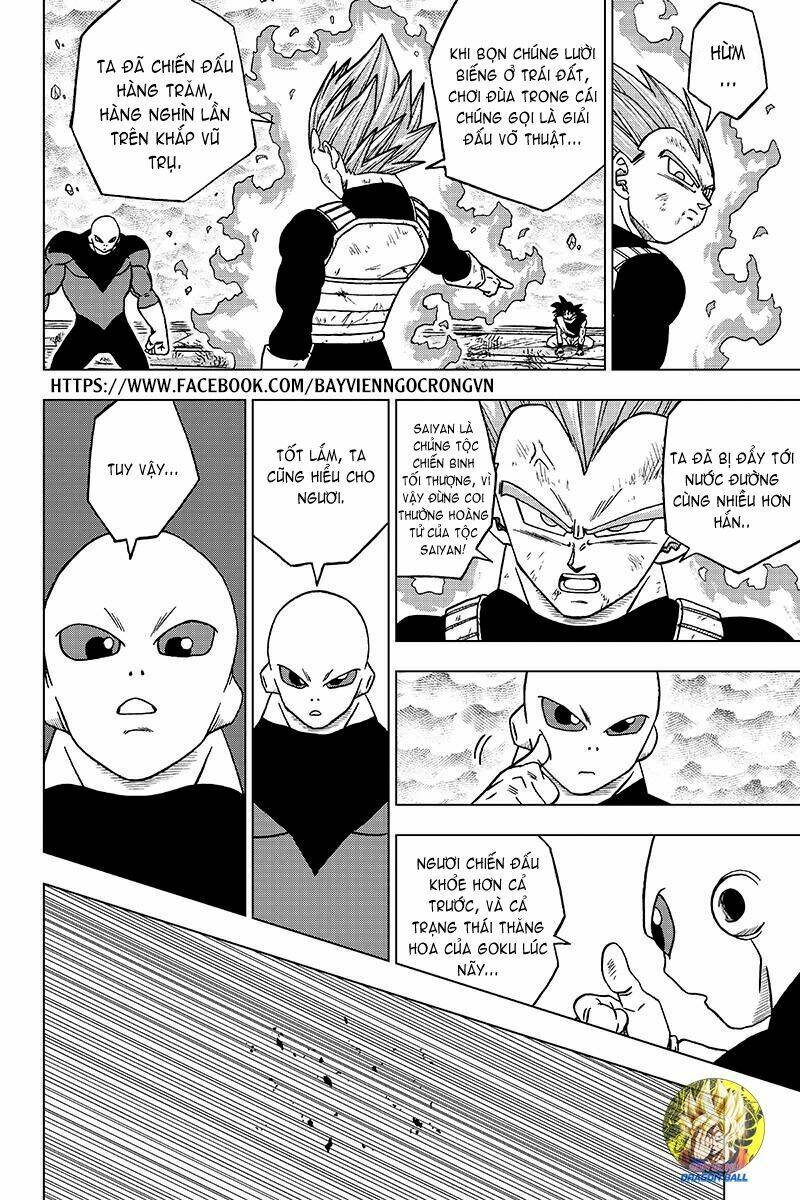 HỪM
...
KHI BỌN CHÚNG LƯỜI
BIẾNG Ở TRÁI ĐẤT,
CHƠI ĐÙA TRONG CÁI
CHÚNG GỌI LÀ GIẢI
ĐẤU VÕ THUẬT...
TA ĐÃ CHIẾN ĐẤU
HÀNG TRĂM,
HÀNG NGHÌN LẦN
TRÊN KHẮP VŨ
TRỤ.
HTTPS://WWW.FACEBOOK.COM/BAYVIENNGOCRONGVN
TA ĐÃ BỊ ĐẨY TỚI
NƯỚC ĐƯỜNG
CÙNG NHIỀU HƠN
HẮN..
SAIYAN LÀ
CHỦNG TỘC
CHIẾN BINH
TỐI THƯỢNG, VÌ
VẬY ĐỪNG COI
THƯỜNG HOÀNG
TỬ CỦA TỘC
SAIYAN!
NGƯƠI CHIẾN ĐẤU
KHỎE HƠN CẢ
TRƯỚC, VÀ CẢ
TRẠNG THÁI THĂNG
HOA CỦA GOKU LÚC
NÃY...
TỐT LẮM, TA
CŨNG HIỂU CHO
NGƯƠI.
TUY VẬY...
DRAGON BALL